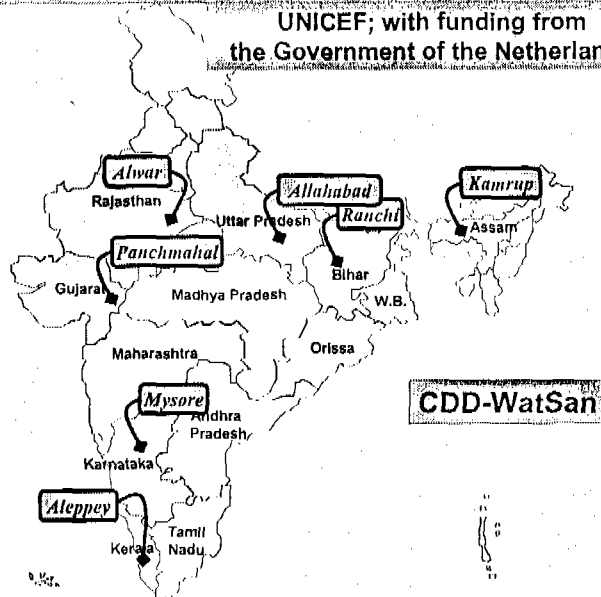 UNICEF; with funding from
the Government of the Netherlan
Alwar
Rajasthan
Allahabad
Kamrup
Ranchi
Uttar Pradesh
Assam
Panchmahal
Bihar
Gujarat
Madhya Pradesh
W.B.
Maharashtra
Orissa
CDD-WatSan
Mysore
Andhra
Pradesh
Karnataka
Aleppey
Tamil
Nadu
Kerala